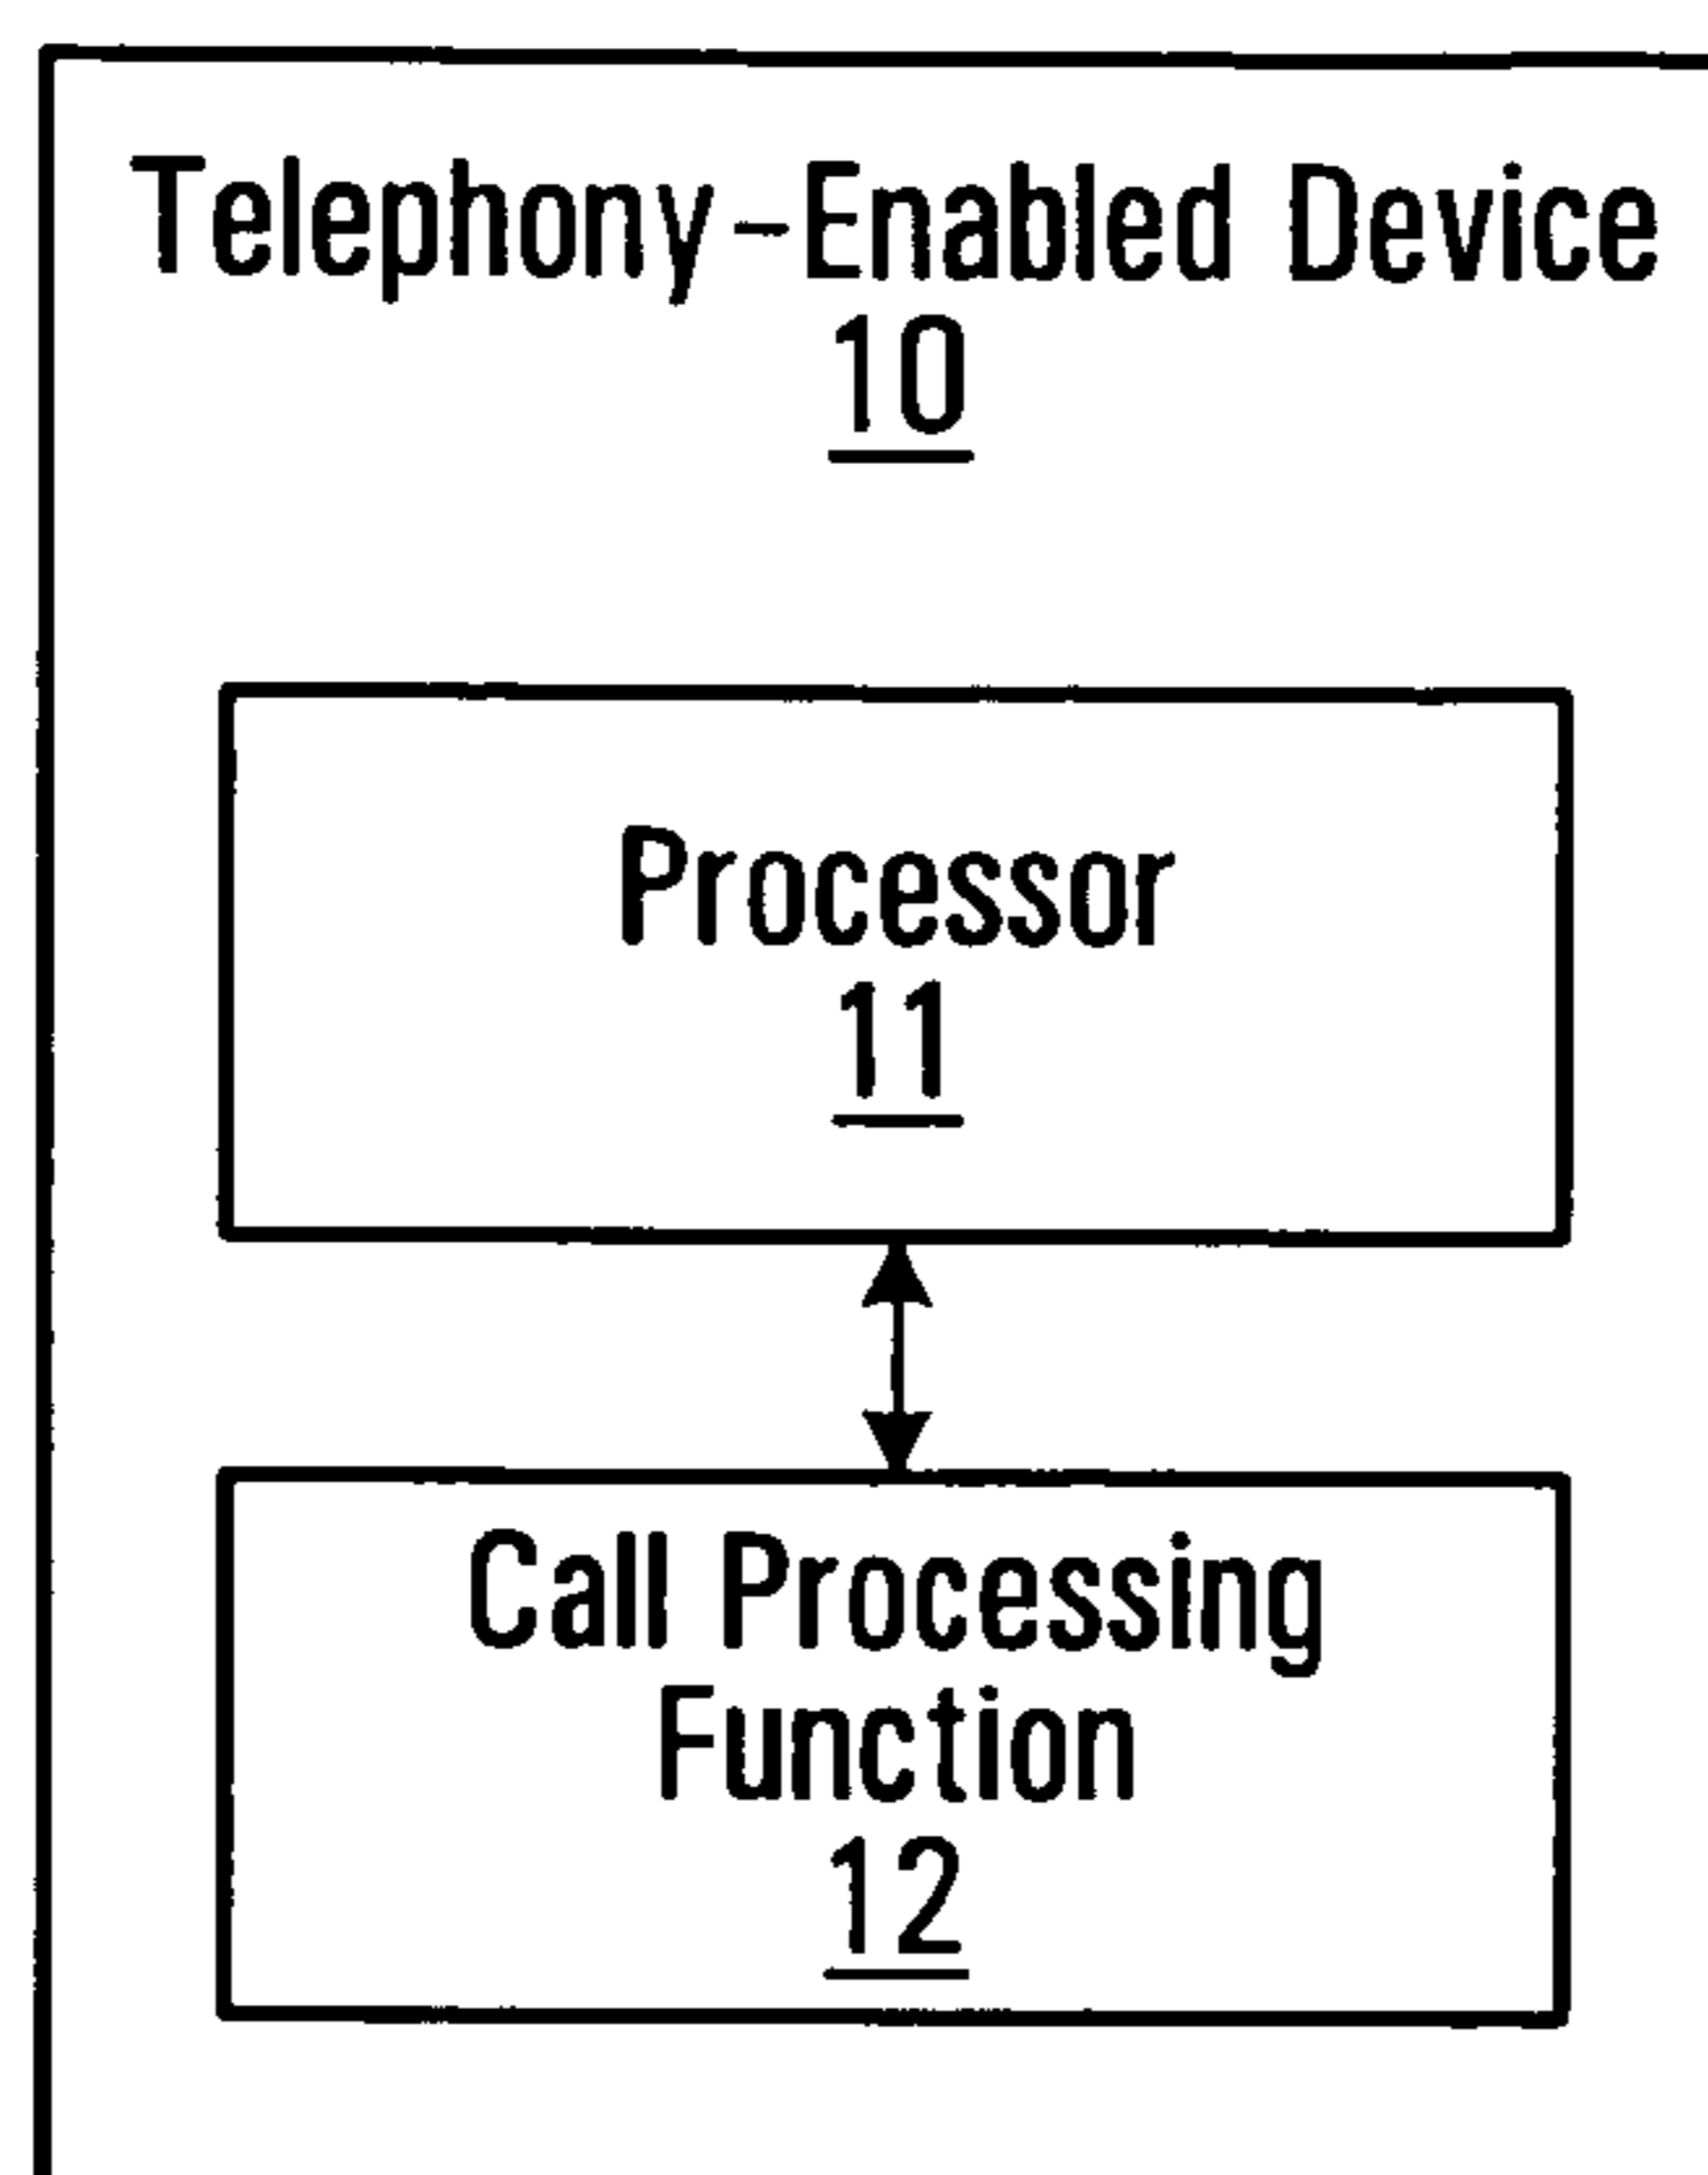 Telephony-Enabled Device
10
Processor
11
Call Processing
Function
12